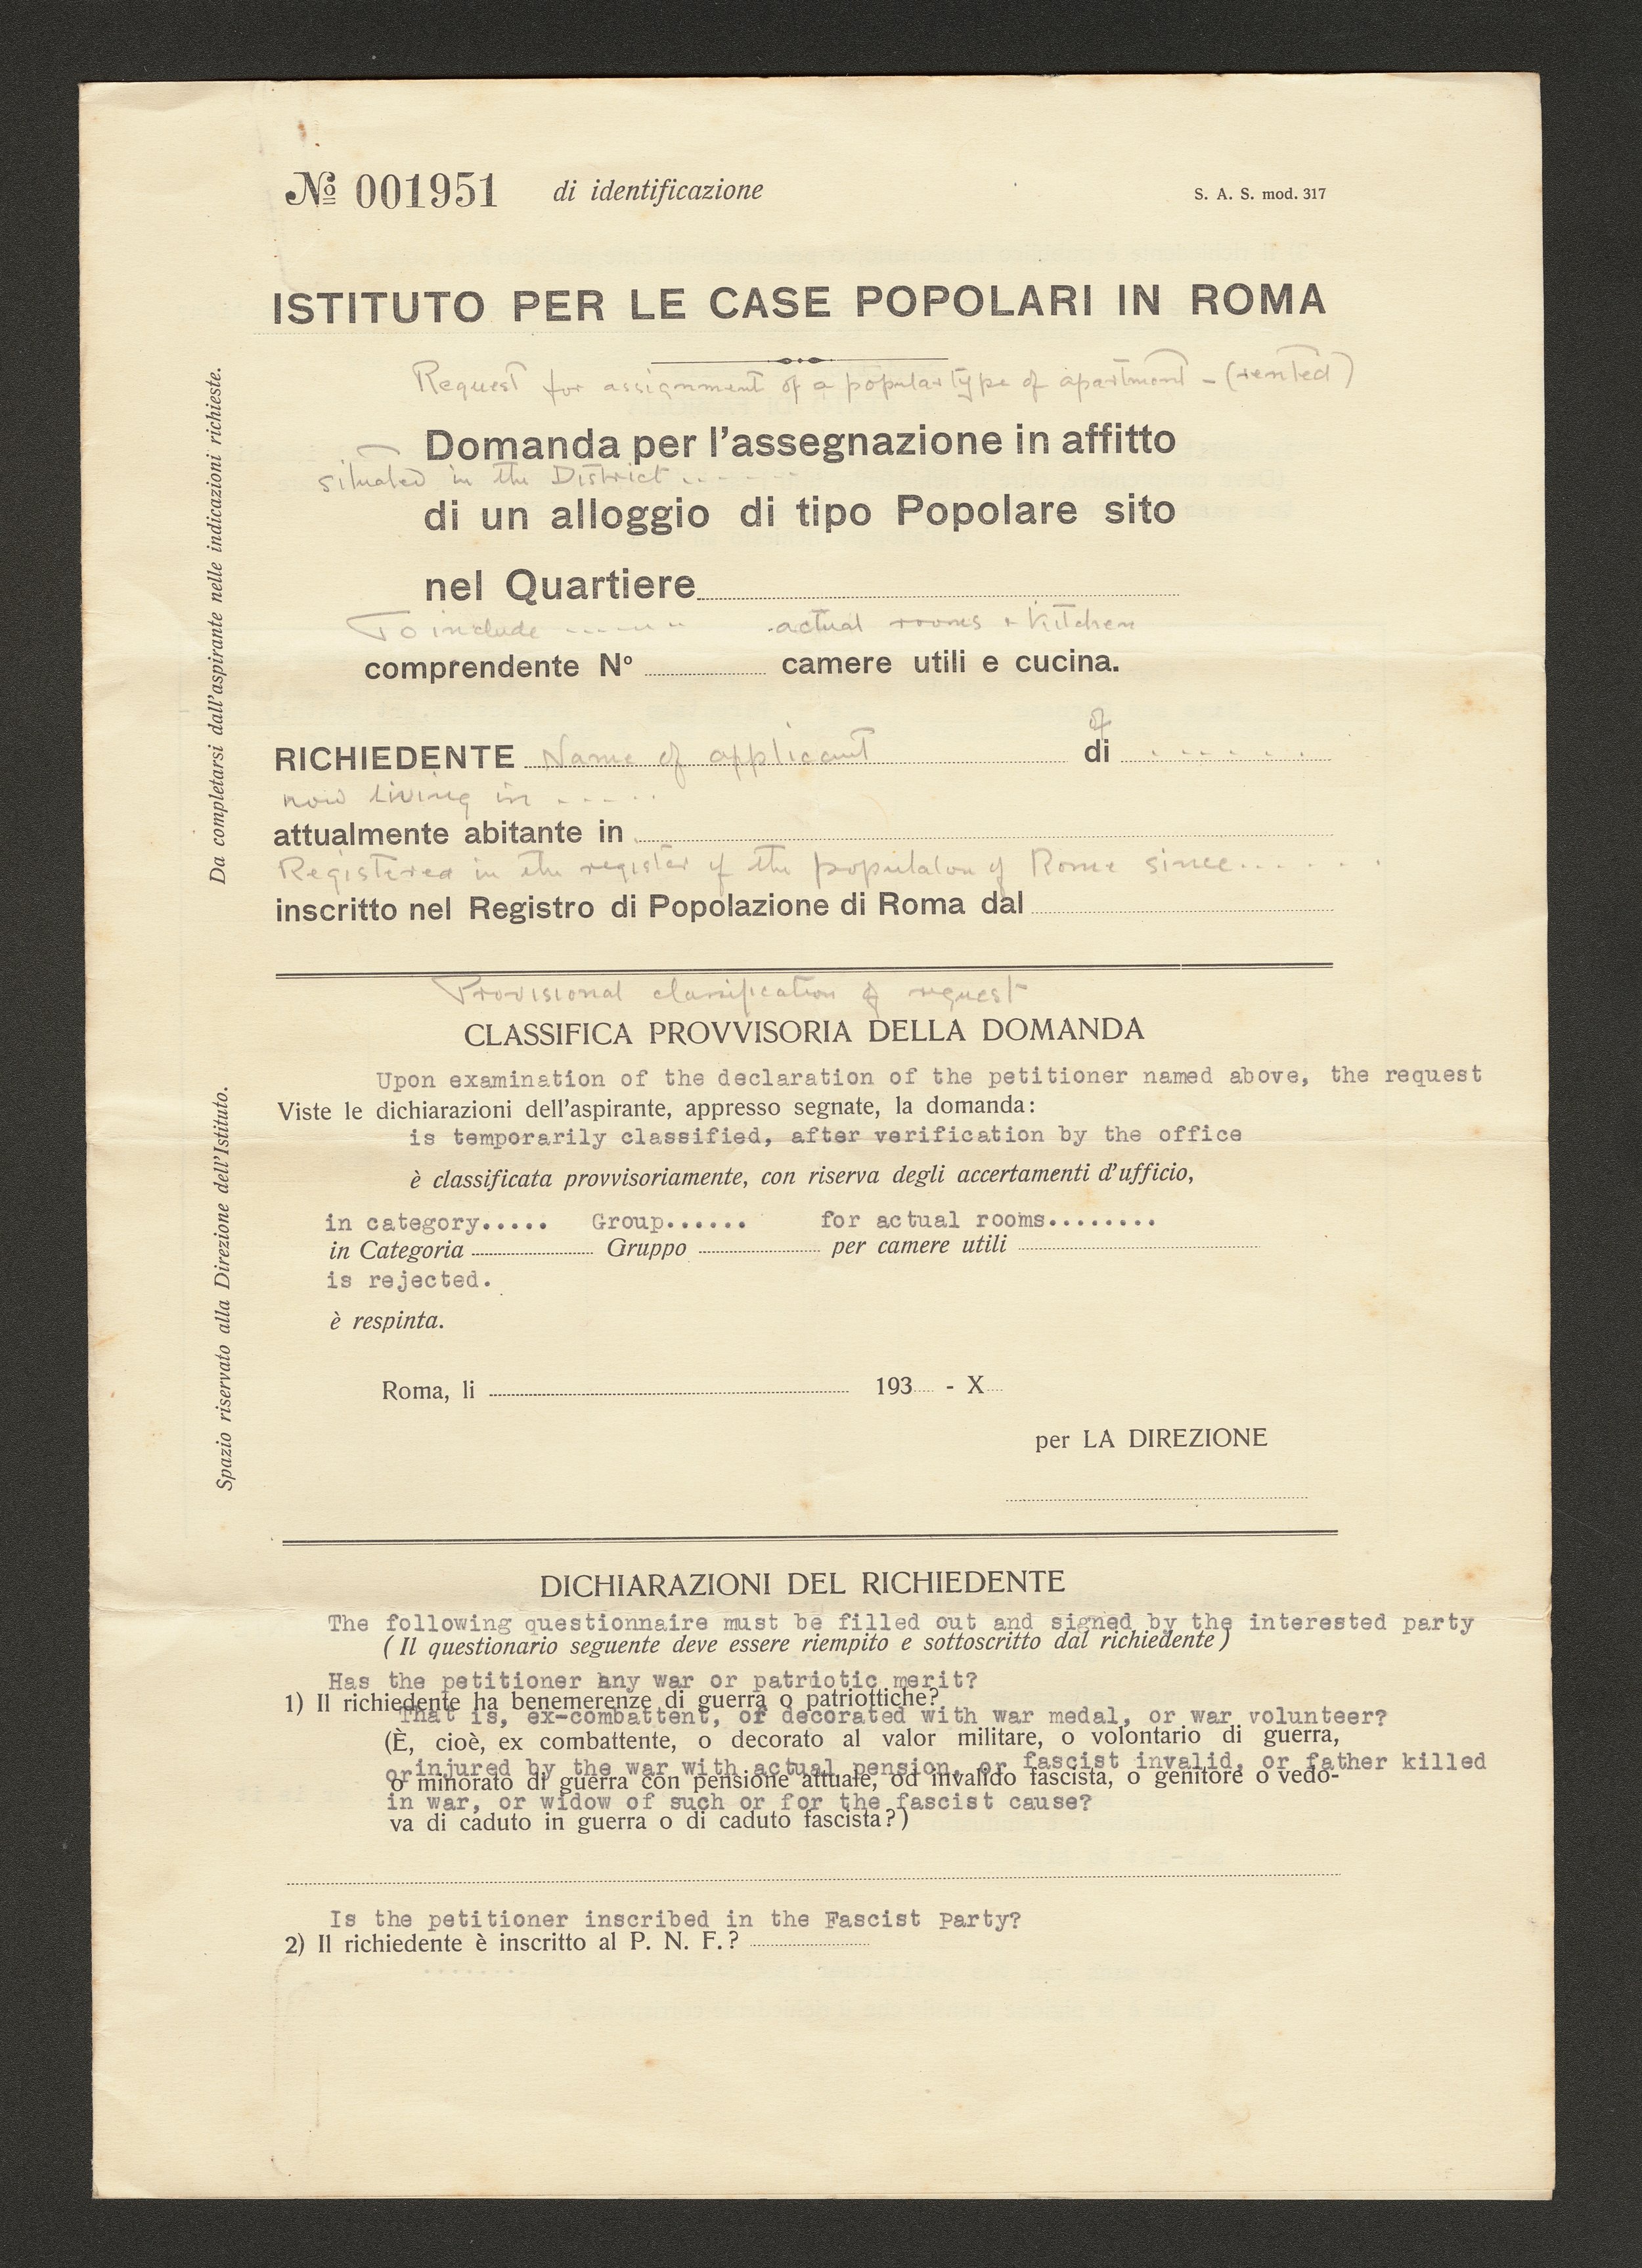 № 001951 di identificazione S. A. S. mod. 317
ISTITUTO PER LE CASE POPOLARI IN ROMA
Request for assignment of a popular type of apartment - (rented)
Domanda per l'assegnazione in affitto
situated in the District ......
di un alloggio di tipo Popolare sito
nel Quartiere
To include ...... actual rooms + Kitchen
comprendente N° camere utili e cucina.
of
RICHIEDENTE Name of applicant di ......
now living in .....
attualmente abitante in
Registered in the register of the populaton of Rome since......
inscritto nel Registro di Popolazione di Roma dal
Da completarsi dall'aspirante nelle indicazioni richieste.
Provisional classification of request
CLASSIFICA PROVVISORIA DELLA DOMANDA
Upon examination of the declaration of the petitioner named above, the request
Viste le dichiarazioni dell'aspirante, appresso segnate, la domanda:
is temporarily classified, after verification by the office
è classificata provvisoriamente, con riserva degli accertamenti d'ufficio,
in category..... Group...... for actual rooms........
in Categoria Gruppo per camere utili
is rejected.
è respinta.
Roma, li 193 - X
per LA DIREZIONE
Spazio riservato alla Direzione dell'Istituto.
DICHIARAZIONI DEL RICHIEDENTE
The following questionnaire must be filled out and signed by the interested party
( Il questionario seguente deve essere riempito e sottoscritto dal richiedente )
Has the petitioner any war or patriotic merit?
1) Il richiedente ha benemerenze di guerra o patriottiche?
That is, ex-combattent, or decorated with war medal, or war volunteer?
(È, cioè, ex combattente, o decorato al valor militare, o volontario di guerra,
or injured by the war with actual pension, or fascist invalid, or father killed
o minorato di guerra con pensione attuale, od invalido fascista, o genitore o vedo-
in war, or widow of such or for the fascist cause?
va di caduto in guerra o di caduto fascista?)
Is the petitioner inscribed in the Fascist Party?
2) Il richiedente è inscritto al P. N. F.?